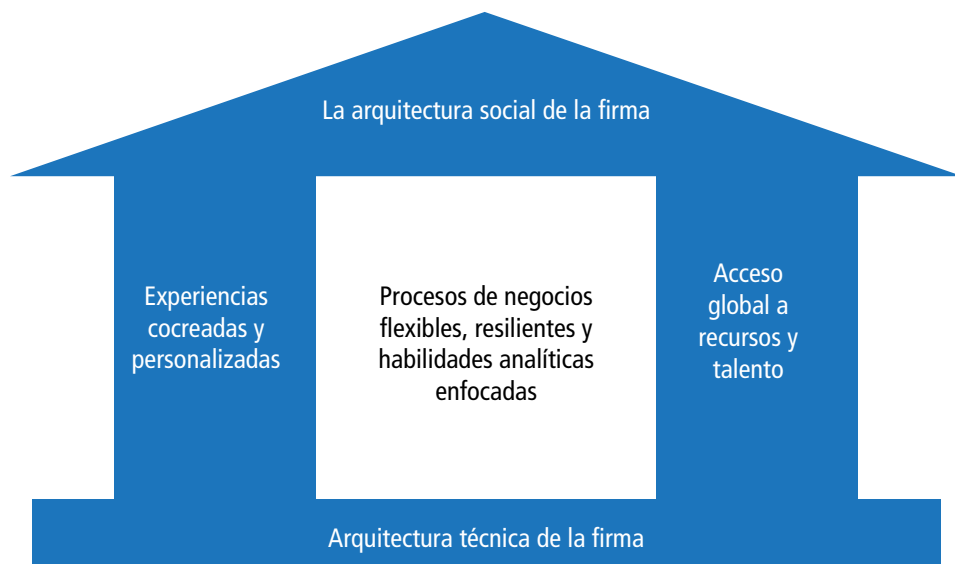 La arquitectura social de la firma
Experiencias
cocreadas y
personalizadas
Procesos de negocios
flexibles, resilientes y
habilidades analíticas
enfocadas
Acceso
global a
recursos y
talento
Arquitectura técnica de la firma